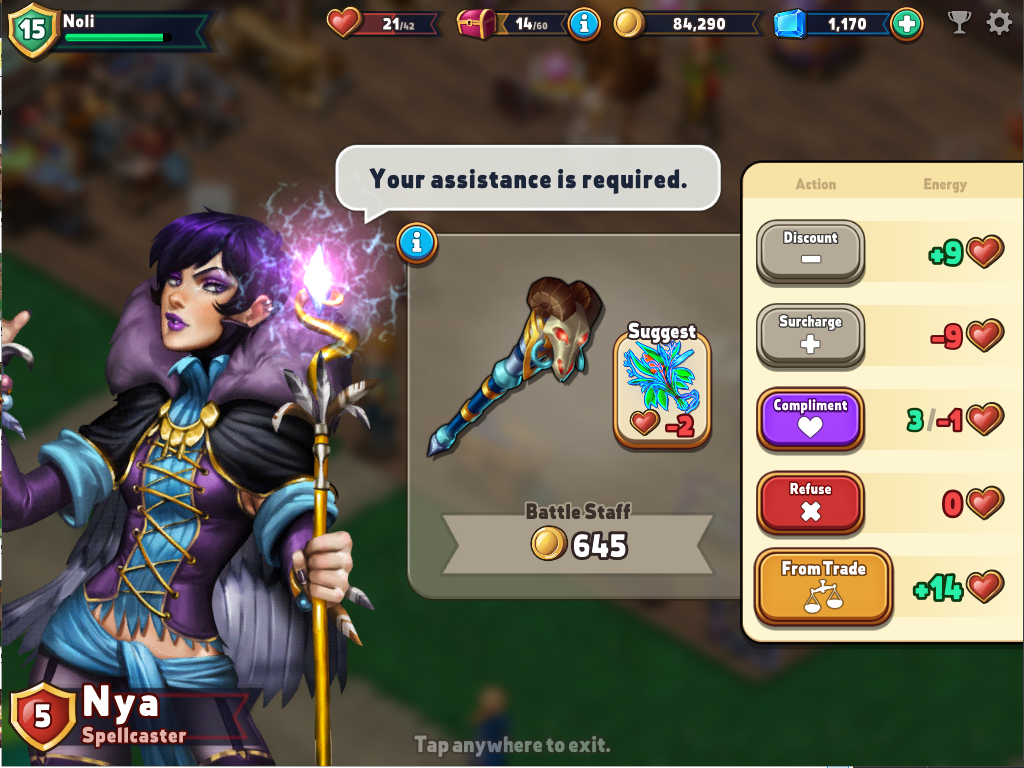 15
Noli
21/42
14/60
84,290
1,170
Your assistance is required.
Action
Energy
Discount
+9
Surcharge
-9
Suggest
-2
Compliment
3/-1
Refuse
0
Battle Staff
645
From Trade
+14
5
Nya
Spellcaster
Tap anywhere to exit.